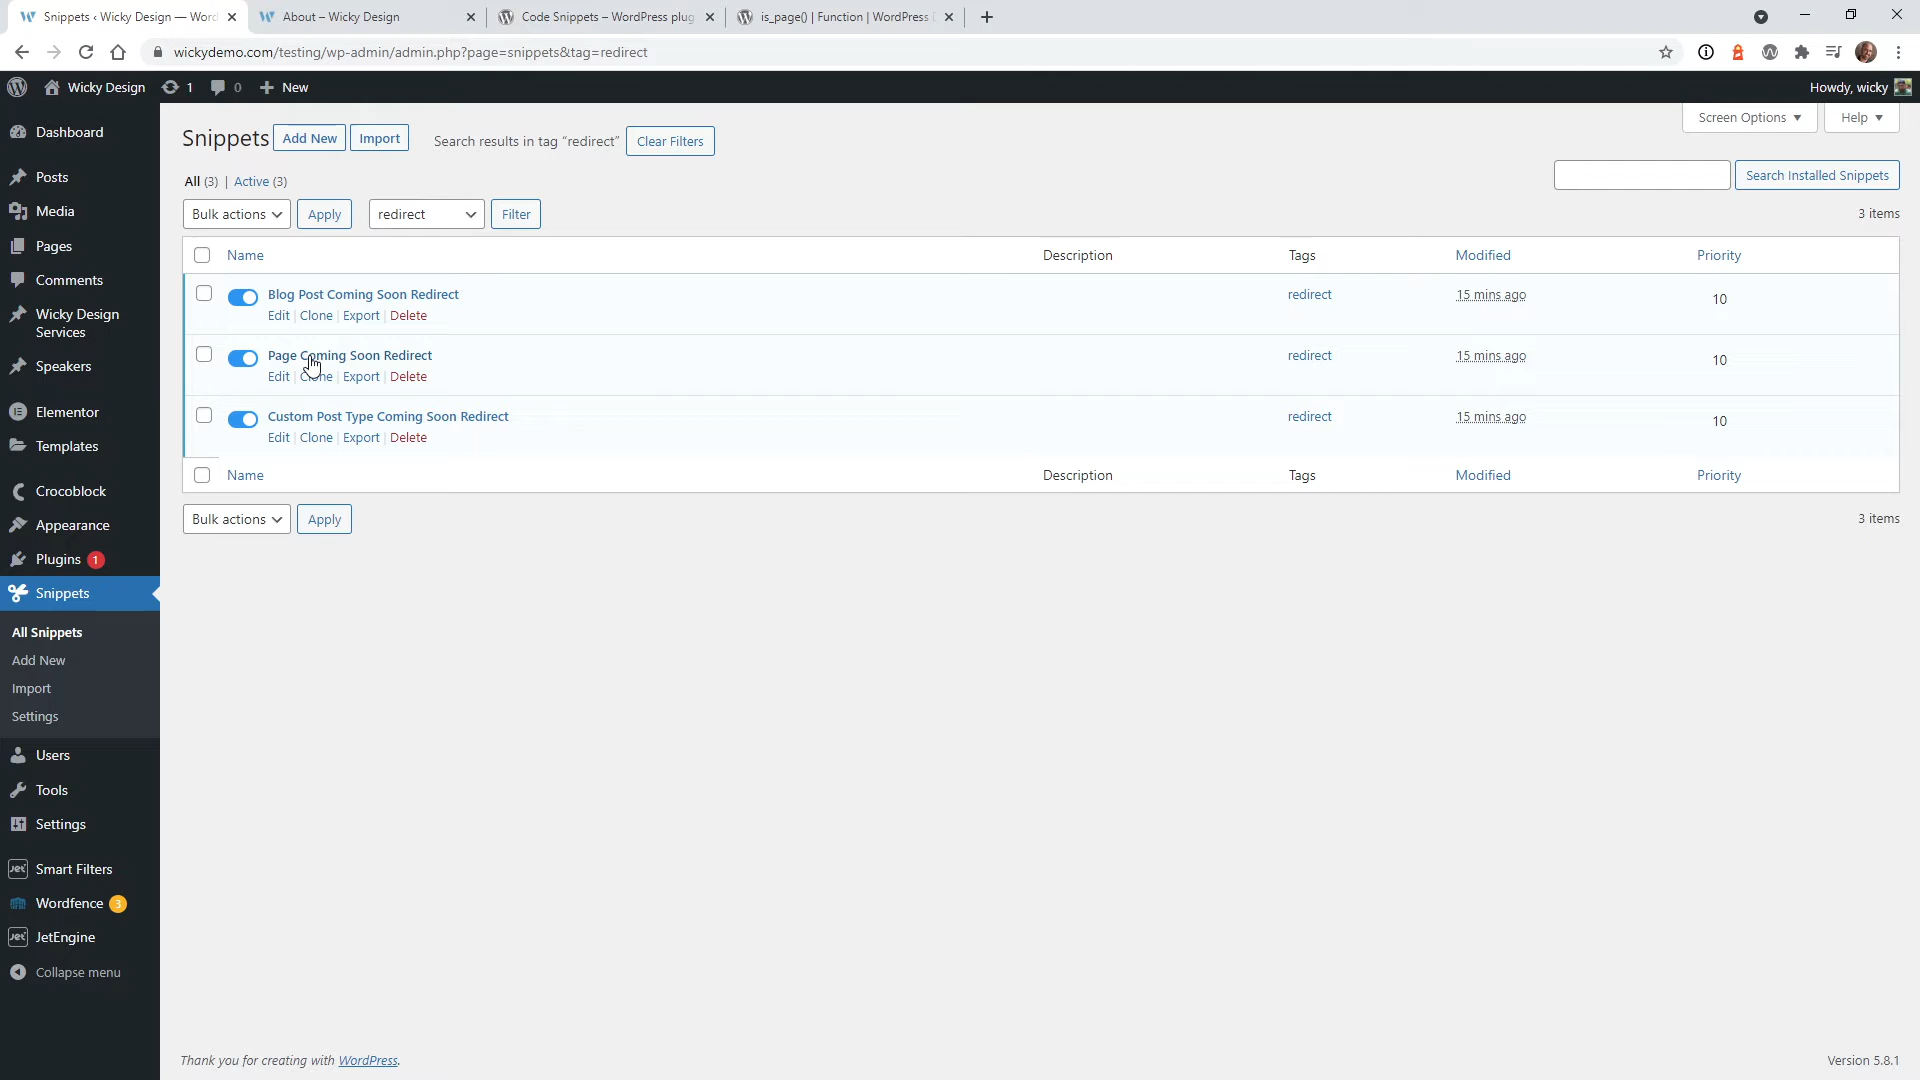 Snippets ‹ Wicky Design — Word
About – Wicky Design
Code Snippets – WordPress plug
is_page() | Function | WordPress
wickydemo.com/testing/wp-admin/admin.php?page=snippets&tag=redirect
Wicky Design
1
0
New
Howdy, wicky
Dashboard
Posts
Media
Pages
Comments
Wicky Design
Services
Speakers
Elementor
Templates
Crocoblock
Appearance
Plugins 1
Snippets
All Snippets
Add New
Import
Settings
Users
Tools
Settings
Jet Smart Filters
Wordfence 3
Jet JetEngine
Collapse menu
Screen Options
Help
Snippets
Add New
Import
Search results in tag “redirect”
Clear Filters
All (3) | Active (3)
Search Installed Snippets
Bulk actions
Apply
redirect
Filter
3 items
Name
Description
Tags
Modified
Priority
Blog Post Coming Soon Redirect
redirect
15 mins ago
10
Edit | Clone | Export | Delete
Page Coming Soon Redirect
redirect
15 mins ago
10
Edit | Clone | Export | Delete
Custom Post Type Coming Soon Redirect
redirect
15 mins ago
10
Edit | Clone | Export | Delete
Name
Description
Tags
Modified
Priority
Bulk actions
Apply
3 items
Thank you for creating with WordPress.
Version 5.8.1